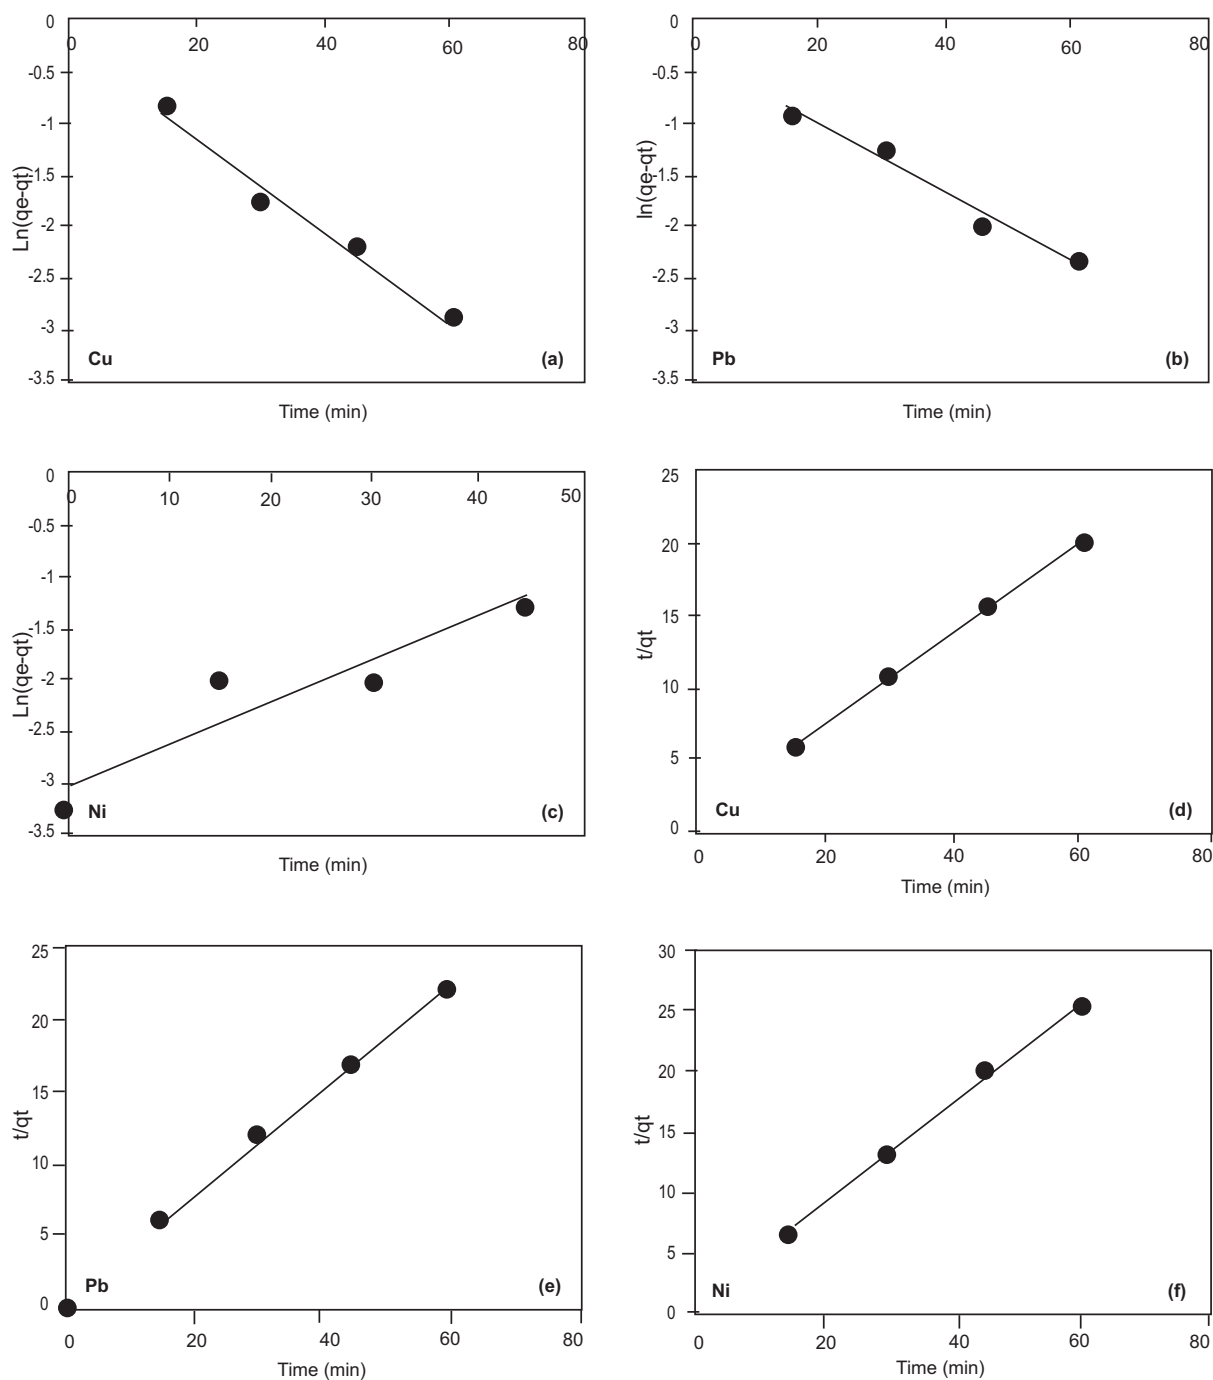 0
0 20 40 60 80
-0.5
-1
-1.5
-2
-2.5
-3
-3.5
Ln(qe-qt)
Cu (a)
Time (min)
0
0 20 40 60 80
-0.5
-1
-1.5
-2
-2.5
-3
-3.5
ln(qe-qt)
Pb (b)
Time (min)
0
0 10 20 30 40 50
-0.5
-1
-1.5
-2
-2.5
-3
-3.5
Ln(qe-qt)
Ni (c)
Time (min)
25
20
15
10
5
0
t/qt
Cu (d)
0 20 40 60 80
Time (min)
25
20
15
10
5
0
t/qt
Pb (e)
0 20 40 60 80
Time (min)
30
25
20
15
10
5
0
t/qt
Ni (f)
0 20 40 60 80
Time (min)